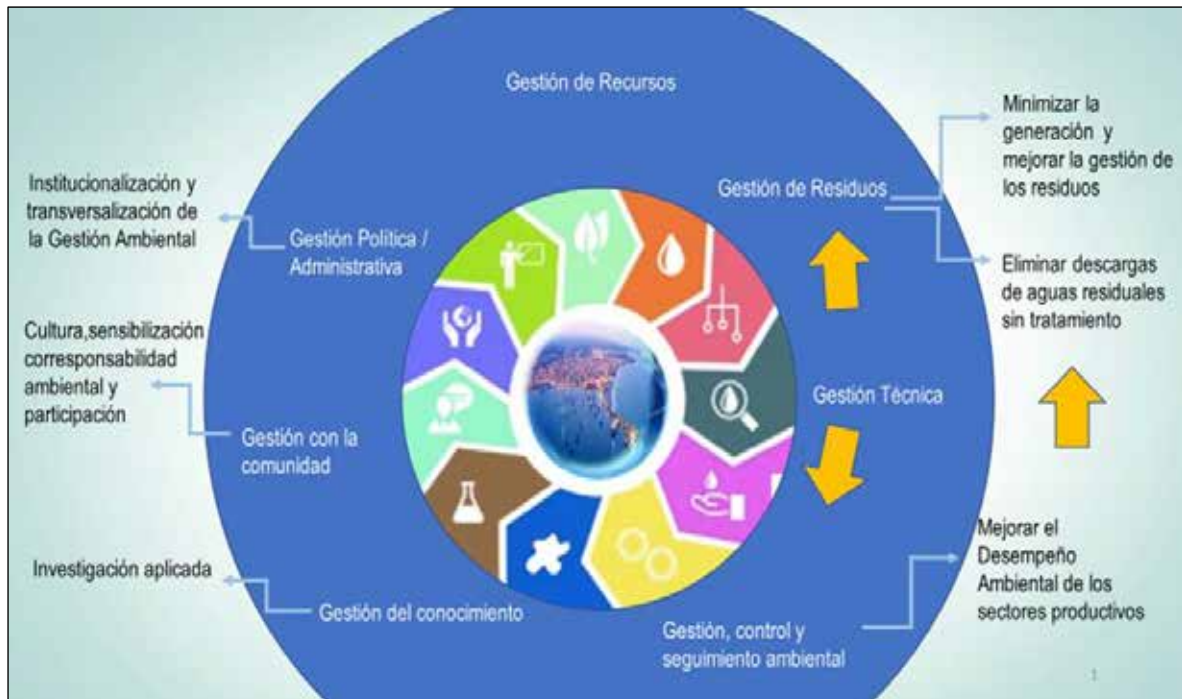 Gestión de Recursos
Minimizar la
generación y
mejorar la gestión de
los residuos
Gestión de Residuos
Institucionalización y
transversalización de
la Gestión Ambiental
Gestión Política /
Administrativa
Eliminar descargas
de aguas residuales
sin tratamiento
Cultura,sensibilización
corresponsabilidad
ambiental y
participación
Gestión Técnica
Gestión con la
comunidad
Mejorar el
Desempeño
Ambiental de los
sectores productivos
Investigación aplicada
Gestión del conocimiento
Gestión, control y
seguimiento ambiental
1